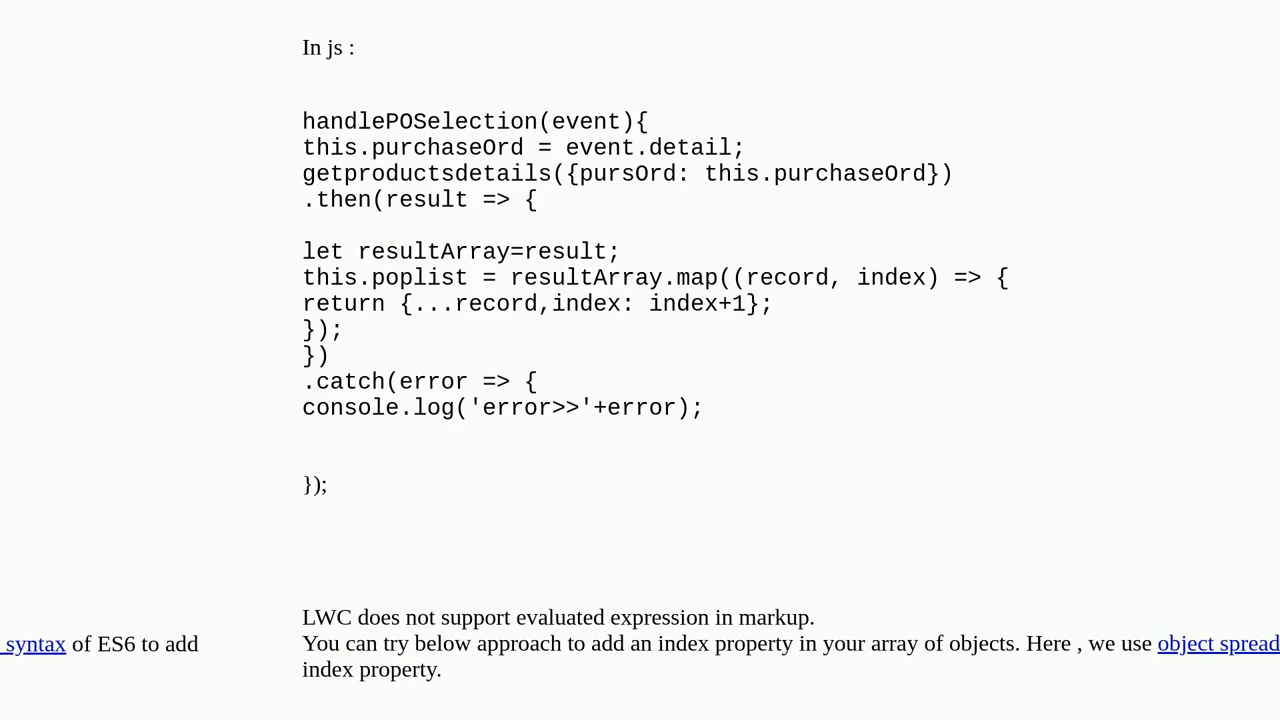 In js :
handlePOSelection(event){
this.purchaseOrd = event.detail;
getproductsdetails({pursOrd: this.purchaseOrd})
.then(result => {
let resultArray=result;
this.poplist = resultArray.map((record, index) => {
return {...record,index: index+1};
});
})
.catch(error => {
console.log('error>>'+error);
});
LWC does not support evaluated expression in markup.
You can try below approach to add an index property in your array of objects. Here , we use object spread
syntax of ES6 to add
index property.